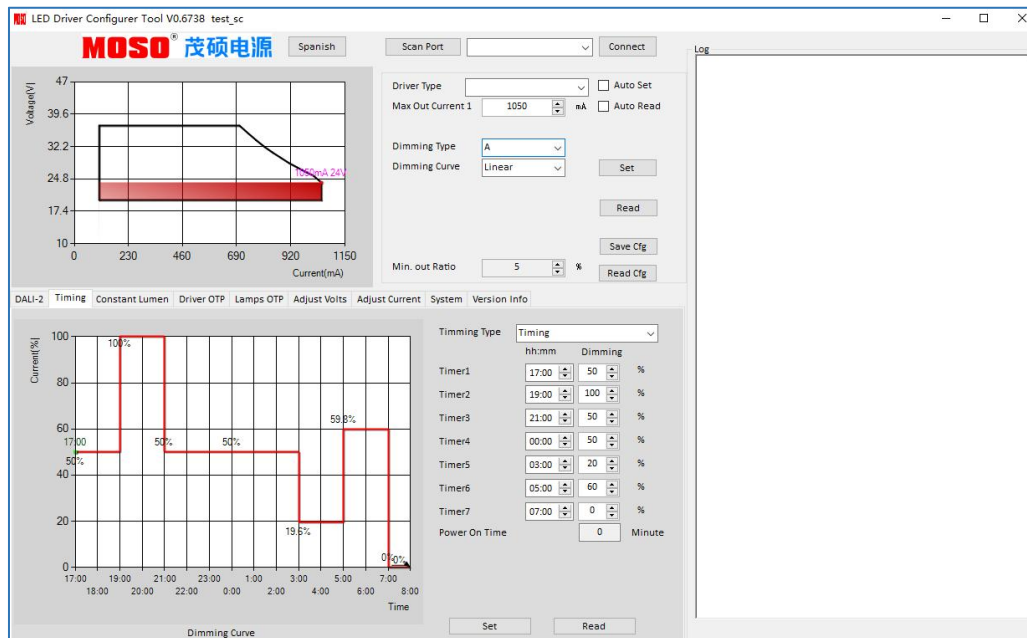 LED Driver Configurer Tool V0.6738 test_sc
MOSO® 茂硕电源
Spanish
Scan Port
Connect
Log
Voltage[V]
47
39.6
32.2
24.8
17.4
10
1050mA 24V
0 230 460 690 920 1150
Current(mA)
Driver Type
Auto Set
Max Out Current 1 1050 mA
Auto Read
Dimming Type A
Dimming Curve Linear
Set
Read
Save Cfg
Min. out Ratio 5 %
Read Cfg
DALI-2 Timing Constant Lumen Driver OTP Lamps OTP Adjust Volts Adjust Current System Version Info
Current[%]
100
80
60
40
20
0
17:00
50%
100%
50%
50%
19.6%
59.8%
0%
0%
17:00 19:00 21:00 23:00 1:00 3:00 5:00 7:00
18:00 20:00 22:00 0:00 2:00 4:00 6:00 8:00
Time
Dimming Curve
Timming Type Timing
hh:mm Dimming
Timer1 17:00 50 %
Timer2 19:00 100 %
Timer3 21:00 50 %
Timer4 00:00 50 %
Timer5 03:00 20 %
Timer6 05:00 60 %
Timer7 07:00 0 %
Power On Time 0 Minute
Set Read